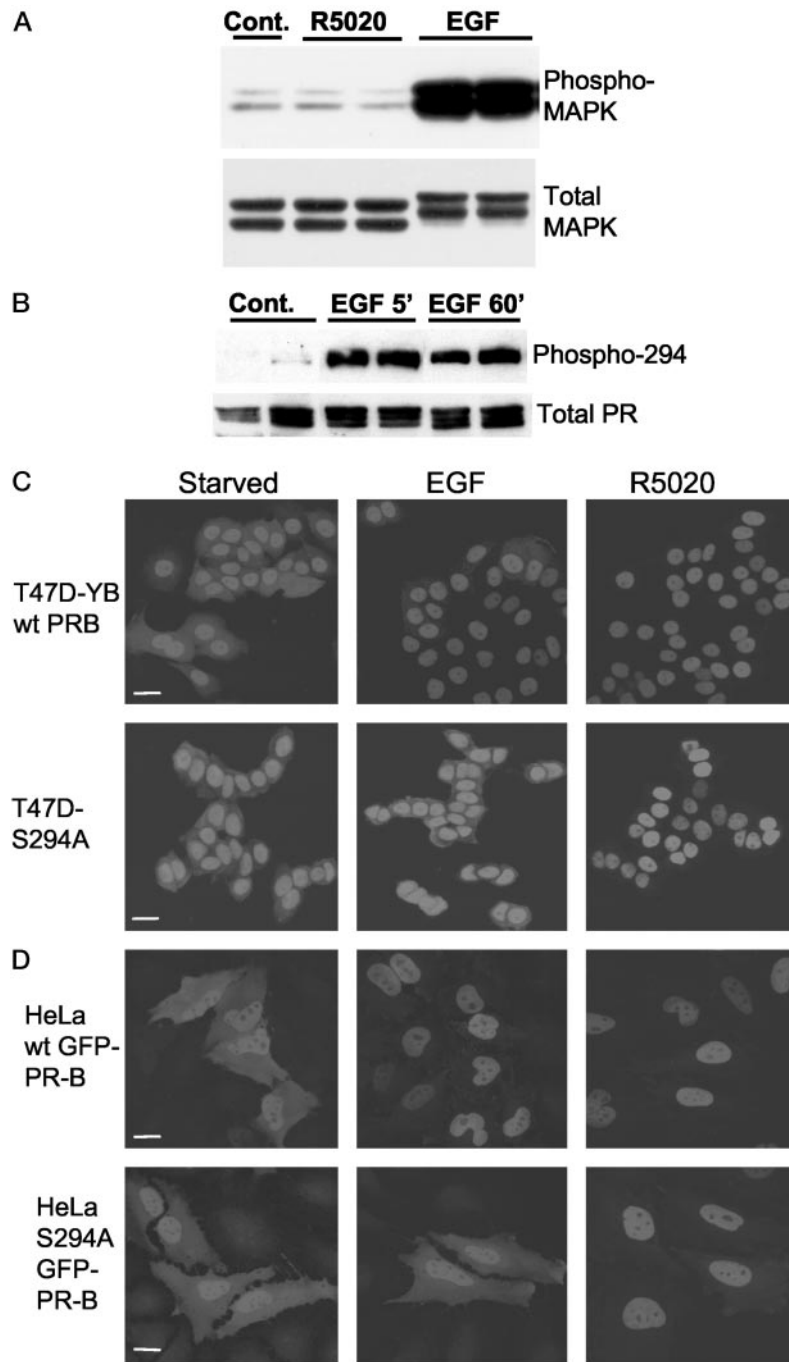 A
Cont. R5020 EGF
Phospho-
MAPK
Total
MAPK
B
Cont. EGF 5' EGF 60'
Phospho-294
Total PR
C
Starved EGF R5020
T47D-YB
wt PRB
T47D-
S294A
D
HeLa
wt GFP-
PR-B
HeLa
S294A
GFP-
PR-B